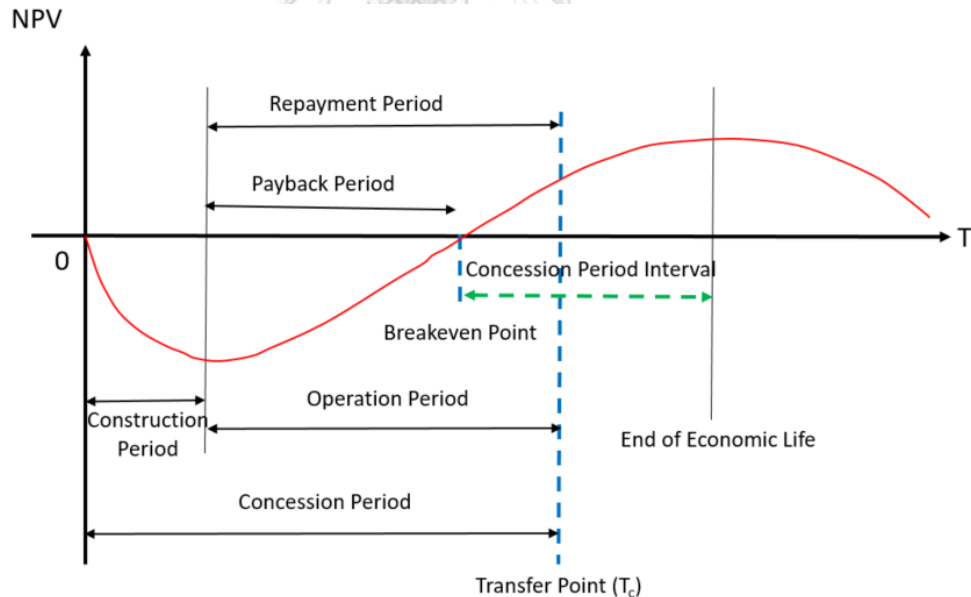 NPV
Repayment Period
Payback Period
T
0
Concession Period Interval
Breakeven Point
Operation Period
Construction
Period
End of Economic Life
Concession Period
Transfer Point (Tc)